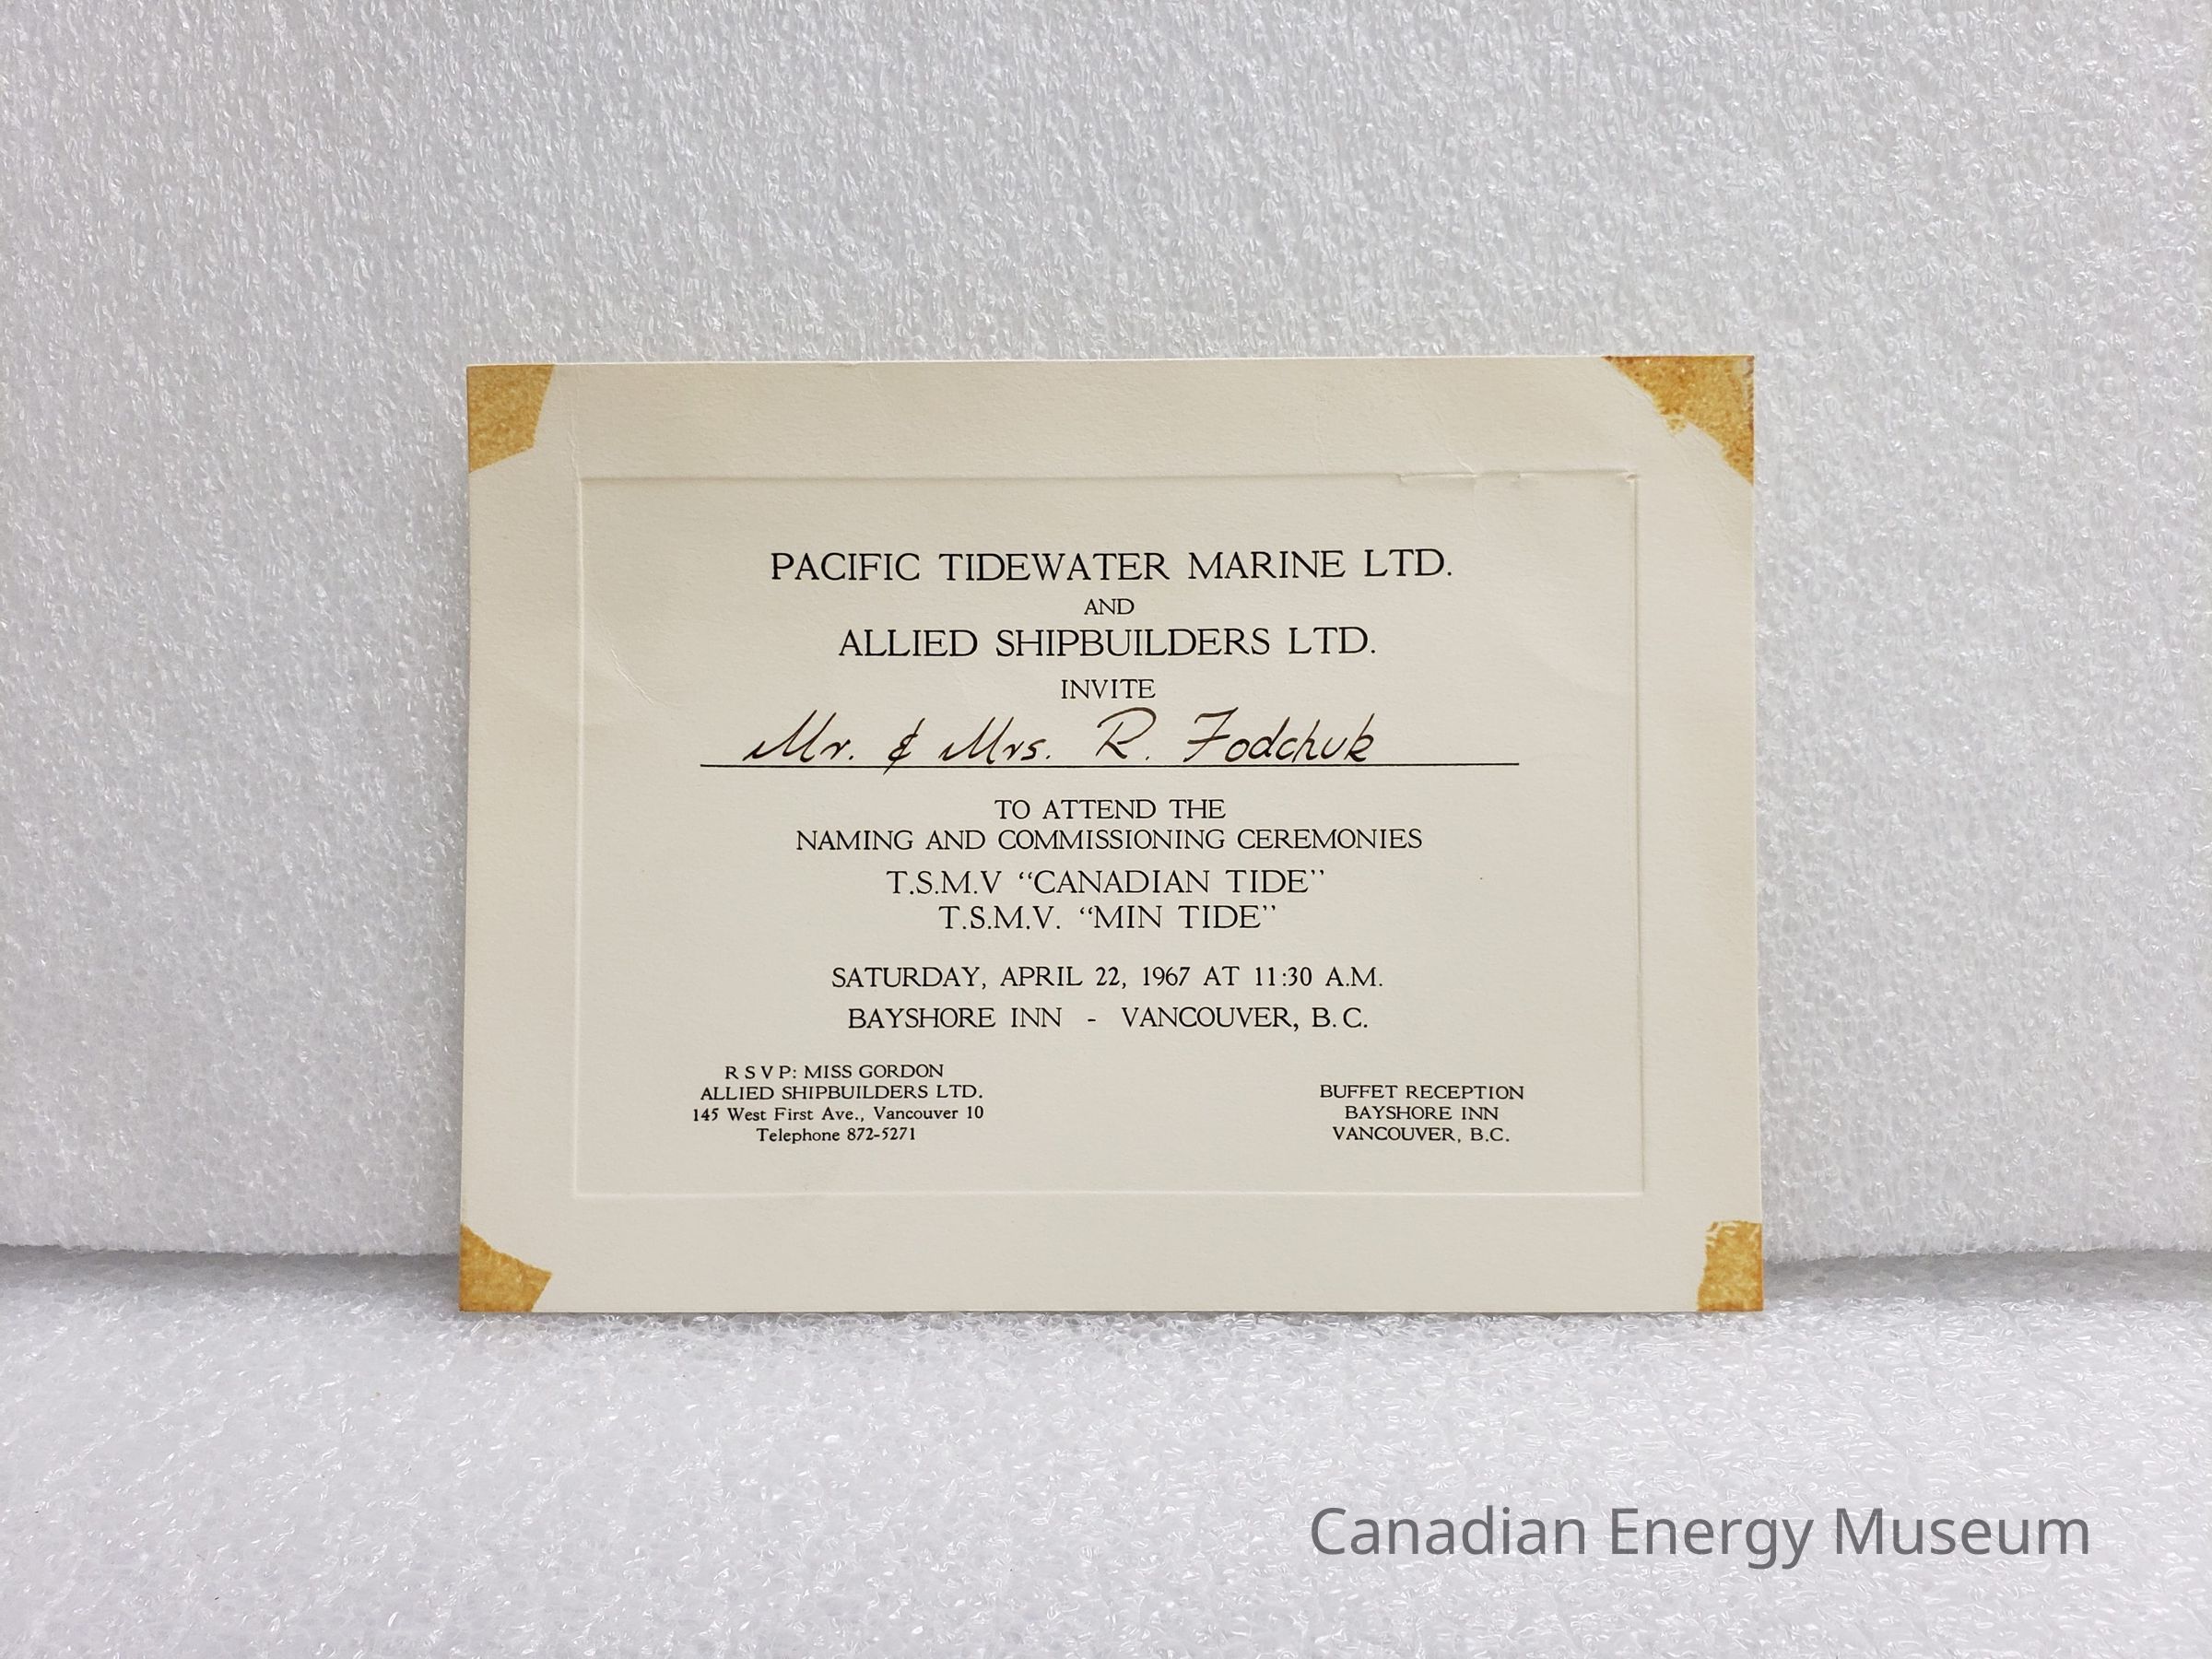 PACIFIC TIDEWATER MARINE LTD.
AND
ALLIED SHIPBUILDERS LTD.
INVITE
Mr. & Mrs. R. Fodchuk
TO ATTEND THE
NAMING AND COMMISSIONING CEREMONIES
T.S.M.V "CANADIAN TIDE"
T.S.M.V. "MIN TIDE"
SATURDAY, APRIL 22, 1967 AT 11:30 A.M.
BAYSHORE INN - VANCOUVER, B.C.
R S V P: MISS GORDON
ALLIED SHIPBUILDERS LTD.
145 West First Ave., Vancouver 10
Telephone 872-5271
BUFFET RECEPTION
BAYSHORE INN
VANCOUVER, B.C.
Canadian Energy Museum